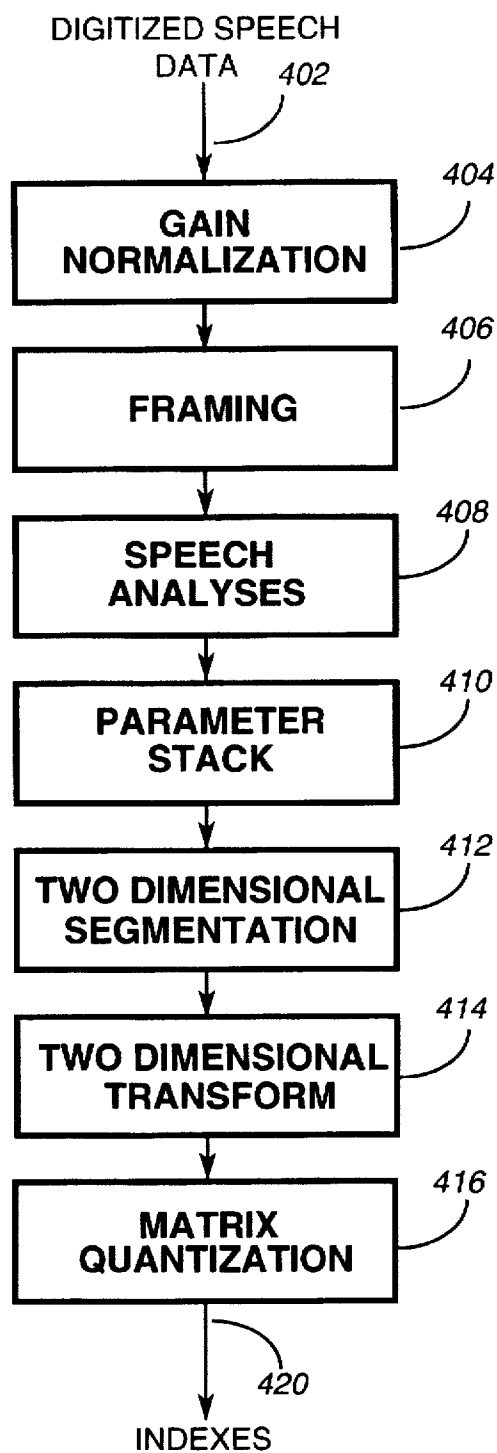 DIGITIZED SPEECH
DATA
402
404
GAIN
NORMALIZATION
406
FRAMING
408
SPEECH
ANALYSES
410
PARAMETER
STACK
412
TWO DIMENSIONAL
SEGMENTATION
414
TWO DIMENSIONAL
TRANSFORM
416
MATRIX
QUANTIZATION
420
INDEXES